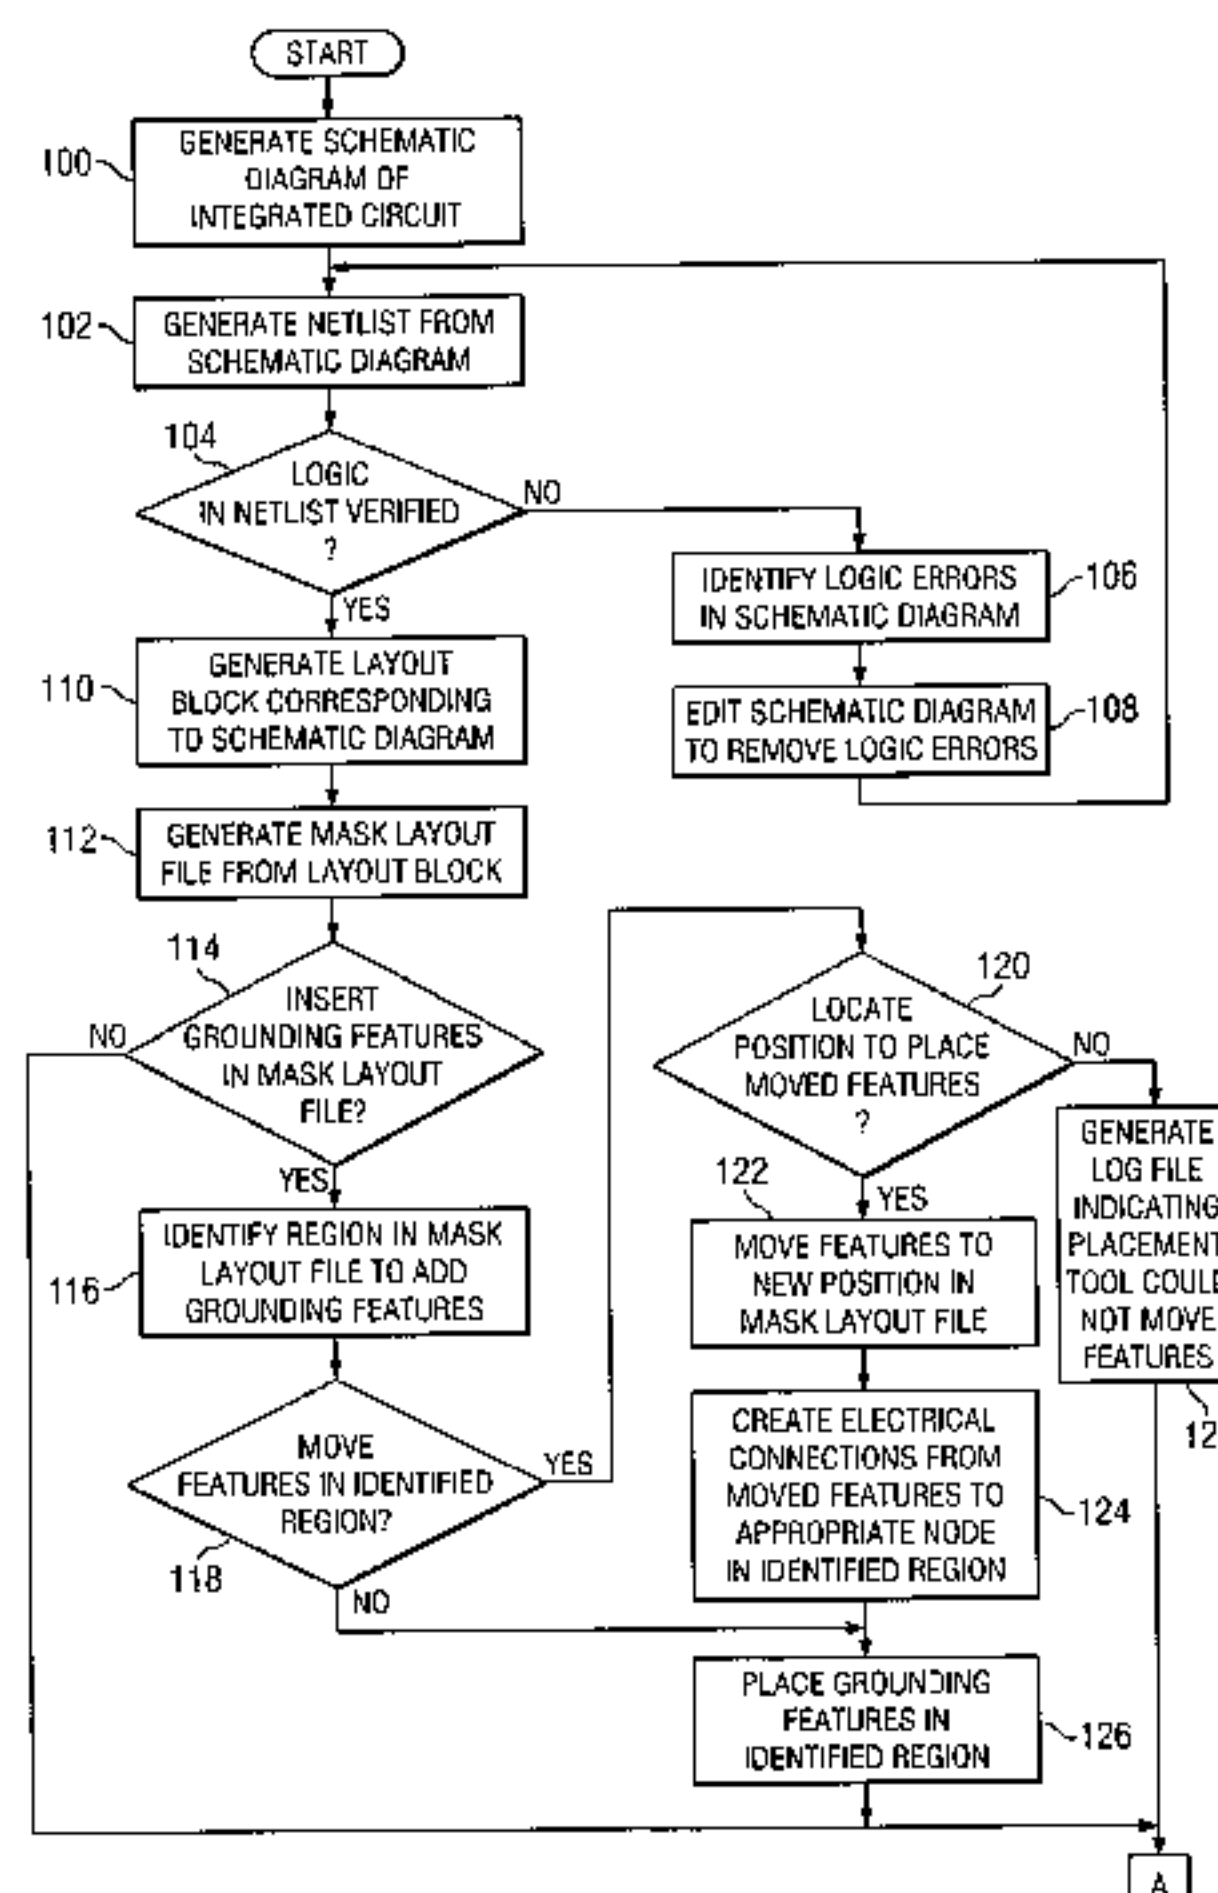 START
100
GENERATE SCHEMATIC
DIAGRAM OF
INTEGRATED CIRCUIT
102
GENERATE NETLIST FROM
SCHEMATIC DIAGRAM
104
LOGIC
IN NETLIST VERIFIED
?
NO
YES
IDENTIFY LOGIC ERRORS
IN SCHEMATIC DIAGRAM
106
EDIT SCHEMATIC DIAGRAM
TO REMOVE LOGIC ERRORS
108
110
GENERATE LAYOUT
BLOCK CORRESPONDING
TO SCHEMATIC DIAGRAM
112
GENERATE MASK LAYOUT
FILE FROM LAYOUT BLOCK
114
INSERT
GROUNDING FEATURES
IN MASK LAYOUT
FILE?
NO
YES
116
IDENTIFY REGION IN MASK
LAYOUT FILE TO ADD
GROUNDING FEATURES
MOVE
FEATURES IN IDENTIFIED
REGION?
118
YES
NO
120
LOCATE
POSITION TO PLACE
MOVED FEATURES
?
NO
YES
122
MOVE FEATURES TO
NEW POSITION IN
MASK LAYOUT FILE
GENERATE
LOG FILE
INDICATING
PLACEMENT
TOOL
NOT MOVE
FEATURES
CREATE ELECTRICAL
CONNECTIONS FROM
MOVED FEATURES TO
APPROPRIATE NODE
IN IDENTIFIED REGION
124
PLACE GROUNDING
FEATURES IN
IDENTIFIED REGION
126
A